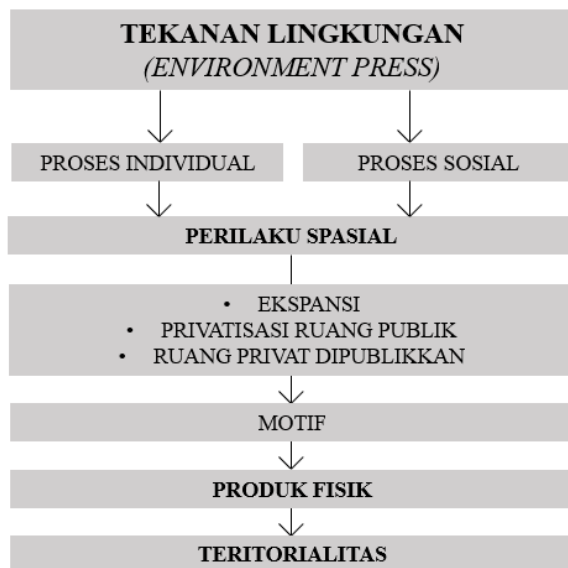 TEKANAN LINGKUNGAN
(ENVIRONMENT PRESS)
PROSES INDIVIDUAL
PROSES SOSIAL
PERILAKU SPASIAL
• EKSPANSI
• PRIVATISASI RUANG PUBLIK
• RUANG PRIVAT DIPUBLIKKAN
MOTIF
PRODUK FISIK
TERITORIALITAS